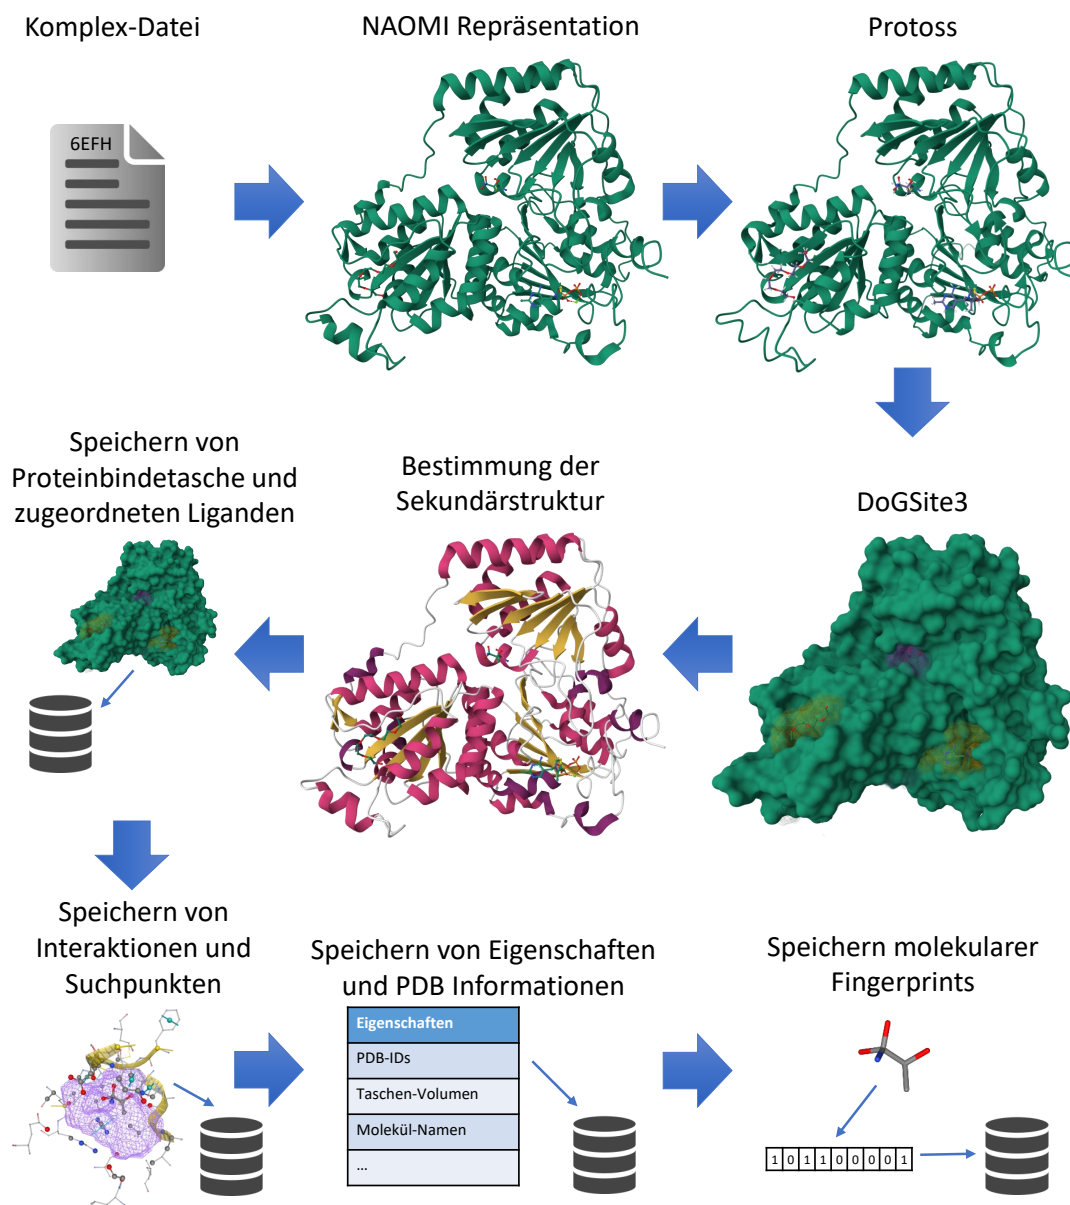 Komplex-Datei
NAOMI Repräsentation
Protoss
6EFH
Speichern von
Proteinbindetasche und
zugeordneten Liganden
Bestimmung der
Sekundärstruktur
DoGSite3
Speichern von
Interaktionen und
Suchpunkten
Speichern von Eigenschaften
und PDB Informationen
Eigenschaften
PDB-IDs
Taschen-Volumen
Molekül-Namen
...
Speichern molekularer
Fingerprints
1 0 1 1 0 0 0 0 1